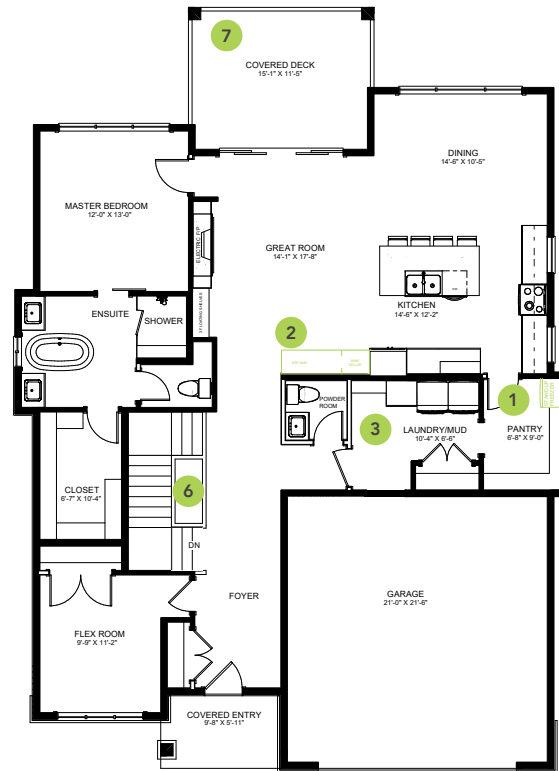 7
COVERED DECK
15'-1" X 11'-5"
DINING
14'-6" X 10'-5"
MASTER BEDROOM
12'-0" X 13'-0"
ELECTRIC F/P
GREAT ROOM
14'-1" X 17'-8"
KITCHEN
14'-6" X 12'-2"
ENSUITE
SHOWER
FLOATING SHELVES
2
1
POWDER
ROOM
3
LAUNDRY/MUD
10'-4" X 6'-6"
PANTRY
6'-8" X 9'-0"
CLOSET
6'-7" X 10'-4"
6
DN
FOYER
GARAGE
21'-0" X 21'-6"
FLEX ROOM
9'-9" X 11'-2"
COVERED ENTRY
9'-8" X 5'-11"